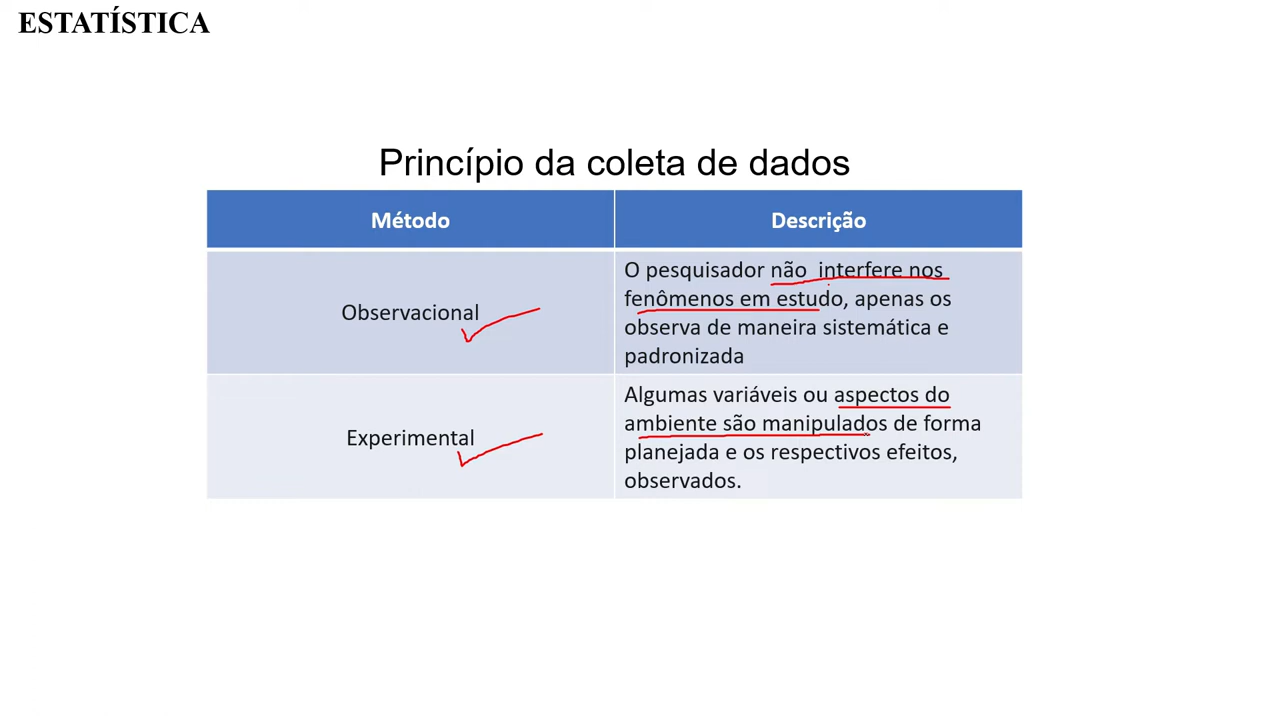 ESTATÍSTICA
Princípio da coleta de dados
Método
Descrição
Observacional
O pesquisador não interfere nos
fenômenos em estudo, apenas os
observa de maneira sistemática e
padronizada
Experimental
Algumas variáveis ou aspectos do
ambiente são manipulados de forma
planejada e os respectivos efeitos,
observados.